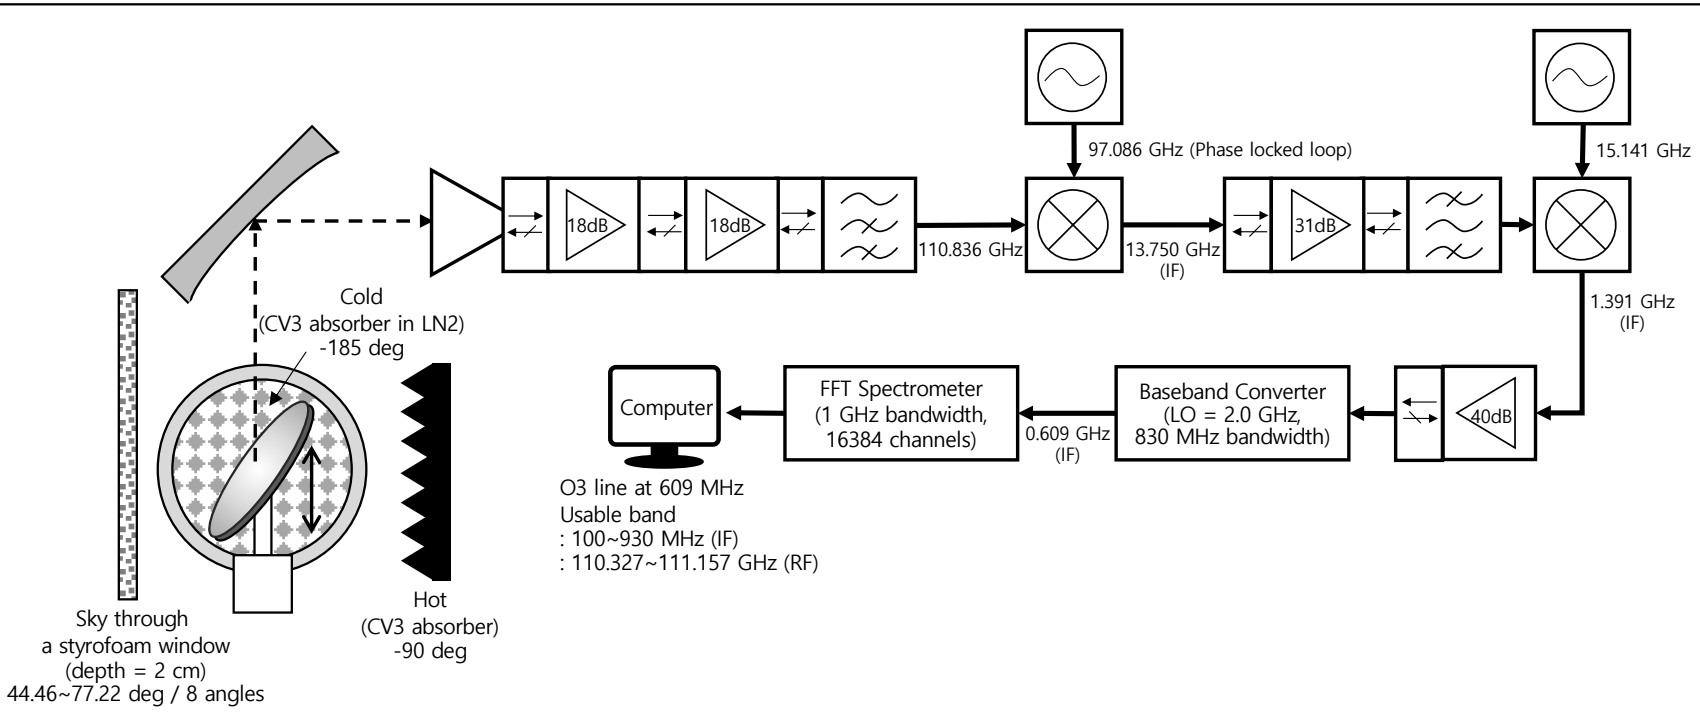 97.086 GHz (Phase locked loop)
15.141 GHz
18dB
18dB
110.836 GHz
13.750 GHz
(IF)
31dB
1.391 GHz
(IF)
Cold
(CV3 absorber in LN2)
-185 deg
Computer
FFT Spectrometer
(1 GHz bandwidth,
16384 channels)
0.609 GHz
(IF)
Baseband Converter
(LO = 2.0 GHz,
830 MHz bandwidth)
40dB
O3 line at 609 MHz
Usable band
: 100~930 MHz (IF)
: 110.327~111.157 GHz (RF)
Hot
(CV3 absorber)
-90 deg
Sky through
a styrofoam window
(depth = 2 cm)
44.46~77.22 deg / 8 angles